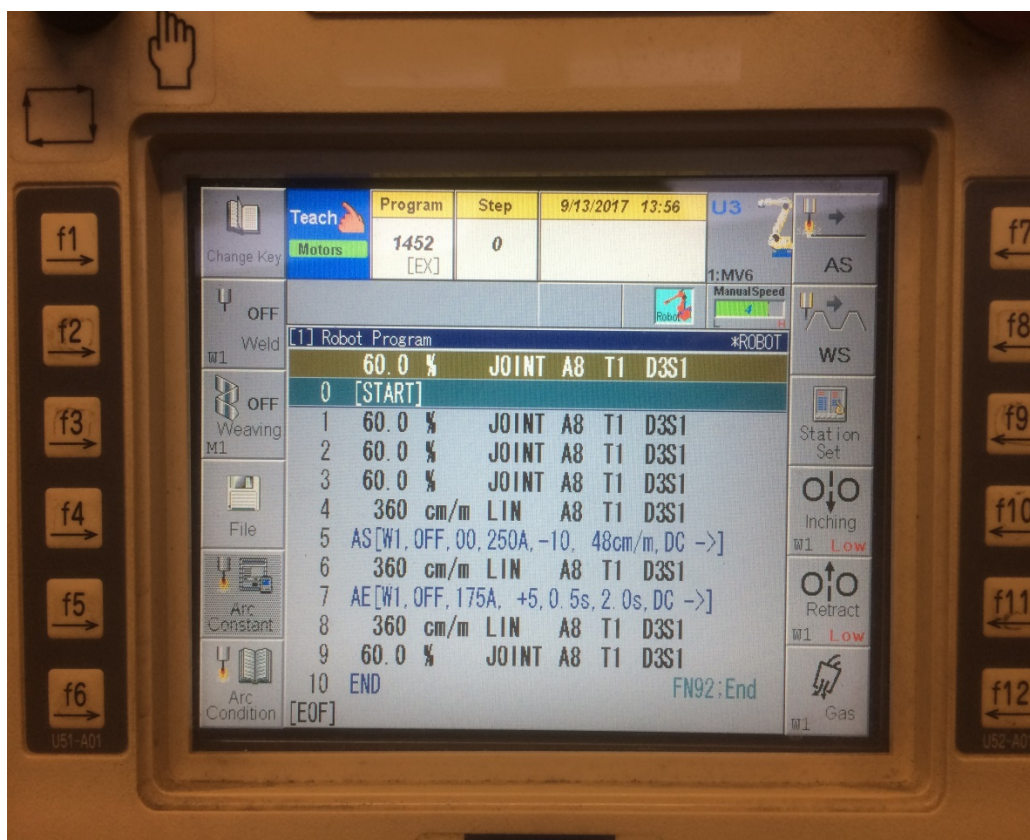 f1
f2
f3
f4
f5
f6
U51-A01
Change Key
OFF
Weld
W1
OFF
Weaving
M1
File
Arc
Constant
Arc
Condition
Teach
Motors
Program
1452
[EX]
Step
0
9/13/2017 13:56
U3
1:MV6
Robot
Manual Speed
4
L H
[1] Robot Program *ROBOT
60.0 % JOINT A8 T1 D3S1
0 [START]
1 60.0 % JOINT A8 T1 D3S1
2 60.0 % JOINT A8 T1 D3S1
3 60.0 % JOINT A8 T1 D3S1
4 360 cm/m LIN A8 T1 D3S1
5 AS[W1, OFF, 00, 250A, -10, 48cm/m, DC ->]
6 360 cm/m LIN A8 T1 D3S1
7 AE[W1, OFF, 175A, +5, 0.5s, 2.0s, DC ->]
8 360 cm/m LIN A8 T1 D3S1
9 60.0 % JOINT A8 T1 D3S1
10 END FN92;End
[EOF]
AS
WS
Station
Set
Inching
W1 Low
Retract
W1 Low
Gas
W1
f7
f8
f9
f10
f11
f12
U52-A0